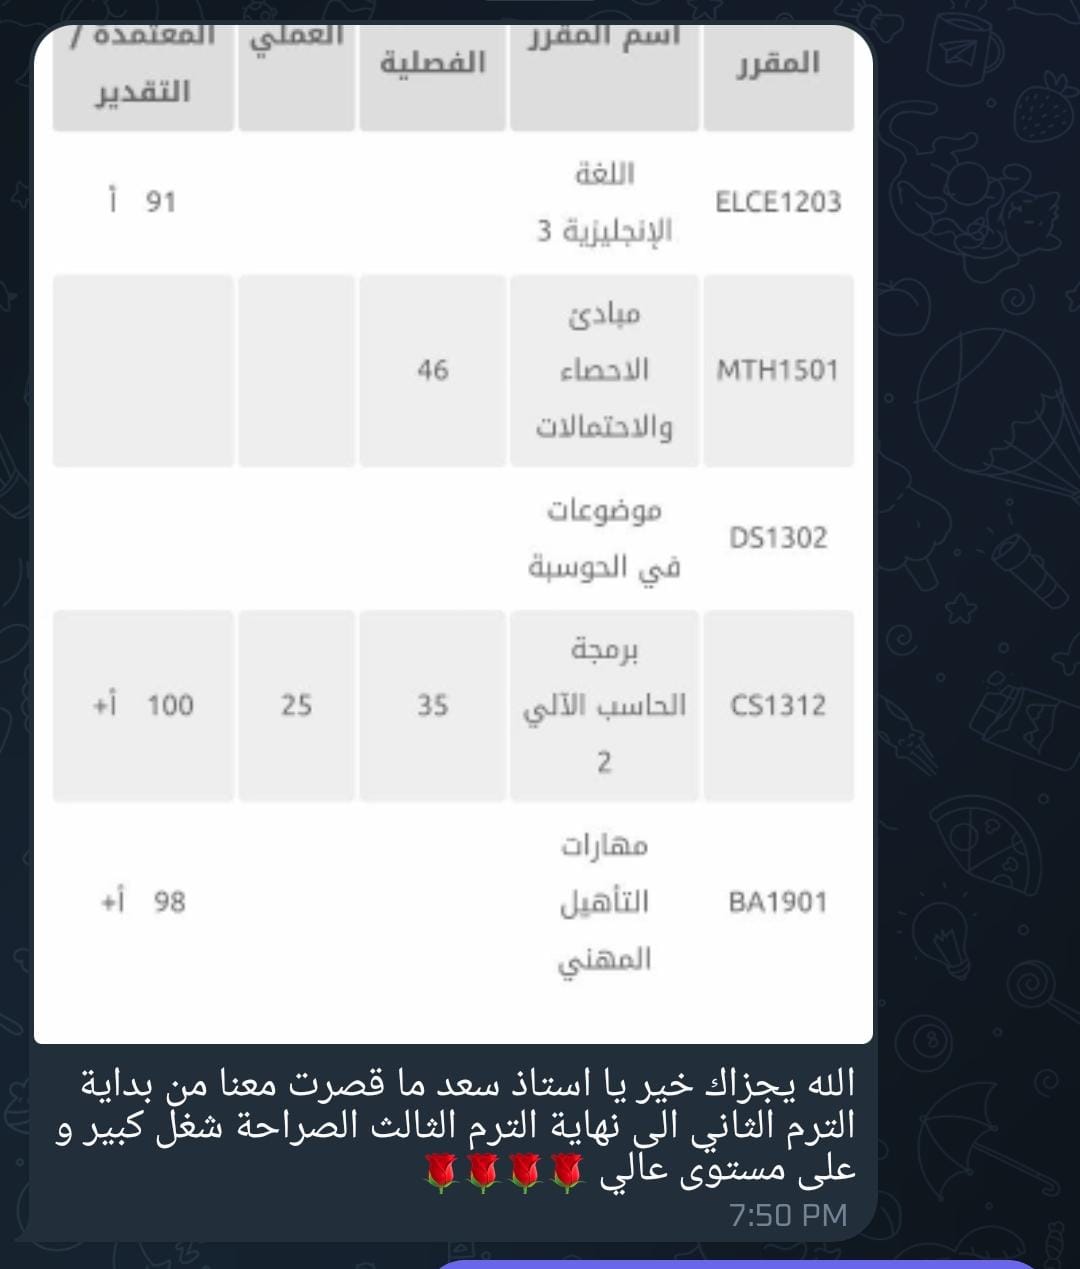 المقرر اسم المقرر الفصلية العملي المعتمدة / التقدير
ELCE1203 اللغة الإنجليزية 3 91 أ
MTH1501 مبادئ الاحصاء والاحتمالات 46
DS1302 موضوعات في الحوسبة
CS1312 برمجة الحاسب الآلي 2 35 25 100 أ+
BA1901 مهارات التأهيل المهني 98 أ+
الله يجزاك خير يا استاذ سعد ما قصرت معنا من بداية
الترم الثاني الى نهاية الترم الثالث الصراحة شغل كبير و
على مستوى عالي 🌹🌹🌹🌹
7:50 PM